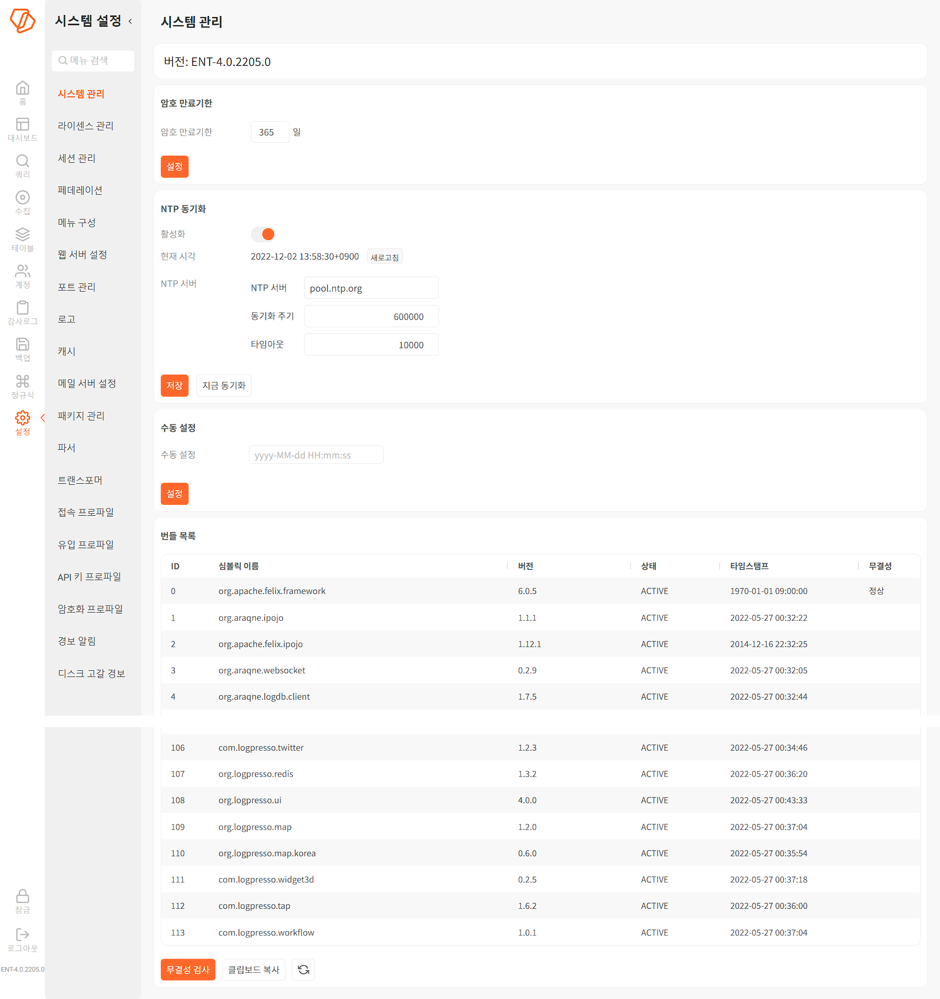 홈
대시보드
쿼리
수집
테이블
계정
감사로그
백업
정규식
설정
잠금
로그아웃
ENT-4.0.2205.0
시스템 설정 <
메뉴 검색
시스템 관리
라이센스 관리
세션 관리
페데레이션
메뉴 구성
웹 서버 설정
포트 관리
로고
캐시
메일 서버 설정
패키지 관리
파서
트랜스포머
접속 프로파일
유입 프로파일
API 키 프로파일
암호화 프로파일
경보 알림
디스크 고갈 경보
시스템 관리
버전: ENT-4.0.2205.0
암호 만료기한
암호 만료기한 365 일
설정
NTP 동기화
활성화
현재 시각 2022-12-02 13:58:30+0900 새로고침
NTP 서버 NTP 서버 pool.ntp.org
동기화 주기 600000
타임아웃 10000
저장 지금 동기화
수동 설정
수동 설정 yyyy-MM-dd HH:mm:ss
설정
번들 목록
ID 심볼릭 이름 버전 상태 타임스탬프 무결성
0 org.apache.felix.framework 6.0.5 ACTIVE 1970-01-01 09:00:00 정상
1 org.araqne.ipojo 1.1.1 ACTIVE 2022-05-27 00:32:22
2 org.apache.felix.ipojo 1.12.1 ACTIVE 2014-12-16 22:32:25
3 org.araqne.websocket 0.2.9 ACTIVE 2022-05-27 00:32:05
4 org.araqne.logdb.client 1.7.5 ACTIVE 2022-05-27 00:32:44
106 com.logpresso.twitter 1.2.3 ACTIVE 2022-05-27 00:34:46
107 org.logpresso.redis 1.3.2 ACTIVE 2022-05-27 00:36:20
108 org.logpresso.ui 4.0.0 ACTIVE 2022-05-27 00:43:33
109 org.logpresso.map 1.2.0 ACTIVE 2022-05-27 00:37:04
110 org.logpresso.map.korea 0.6.0 ACTIVE 2022-05-27 00:35:54
111 com.logpresso.widget3d 0.2.5 ACTIVE 2022-05-27 00:37:18
112 com.logpresso.tap 1.6.2 ACTIVE 2022-05-27 00:36:00
113 com.logpresso.workflow 1.0.1 ACTIVE 2022-05-27 00:37:04
무결성 검사 클립보드 복사